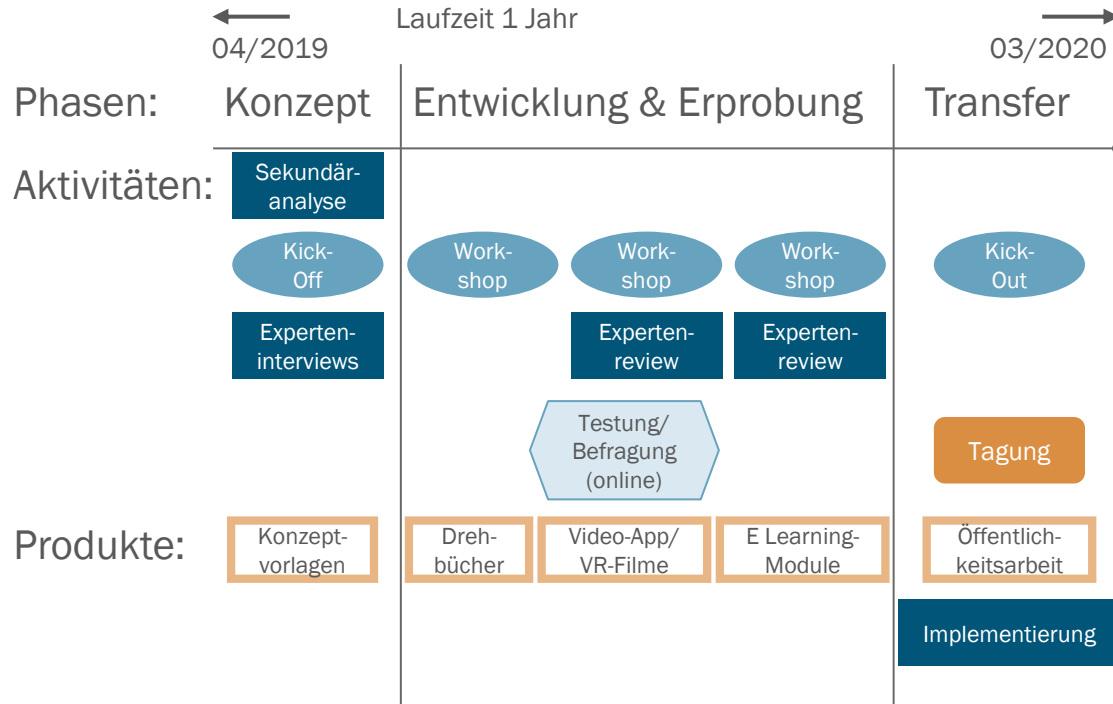 Laufzeit 1 Jahr
04/2019
03/2020
Phasen:
Konzept
Entwicklung & Erprobung
Transfer
Aktivitäten:
Sekundär-
analyse
Kick-
Off
Work-
shop
Work-
shop
Work-
shop
Kick-
Out
Experten-
interviews
Experten-
review
Experten-
review
Testung/
Befragung
(online)
Tagung
Produkte:
Konzept-
vorlagen
Dreh-
bücher
Video-App/
VR-Filme
E Learning-
Module
Öffentlich-
keitsarbeit
Implementierung